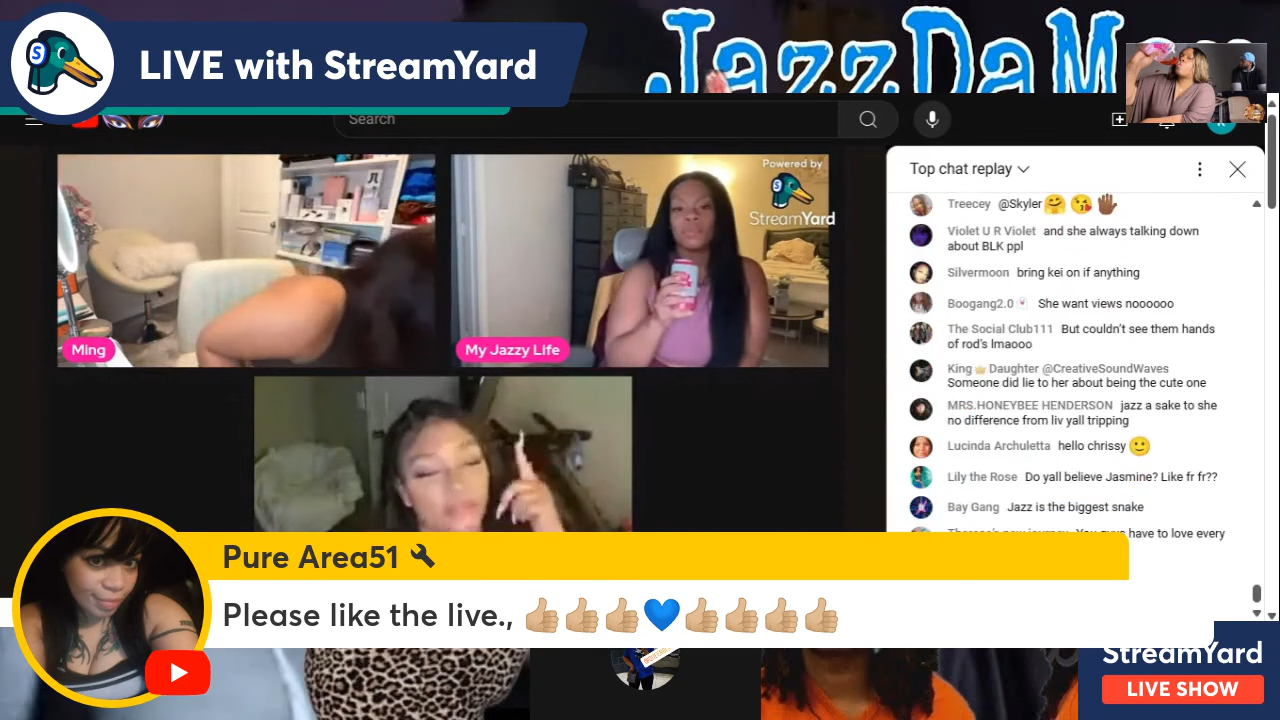 JazzDaM
LIVE with StreamYard
Search
Powered by
StreamYard
Ming
My Jazzy Life
Top chat replay
Treecey @Skyler🤗 😘 🖐🏾
Violet U R Violet and she always talking down
about BLK ppl
Silvermoon bring kei on if anything
Boogang2.0 She want views noooooo
The Social Club111 But couldn't see them hands
of rod's lmaooo
King 👑 Daughter @CreativeSoundWaves
Someone did lie to her about being the cute one
MRS.HONEYBEE HENDERSON jazz a sake to she
no difference from liv yall tripping
Lucinda Archuletta hello chrissy 🙂
Lily the Rose Do yall believe Jasmine? Like fr fr??
Bay Gang Jazz is the biggest snake
have to love every
Pure Area51 🔧
Please like the live., 👍🏼👍🏼👍🏼💙👍🏼👍🏼👍🏼👍🏼
StreamYard
LIVE SHOW